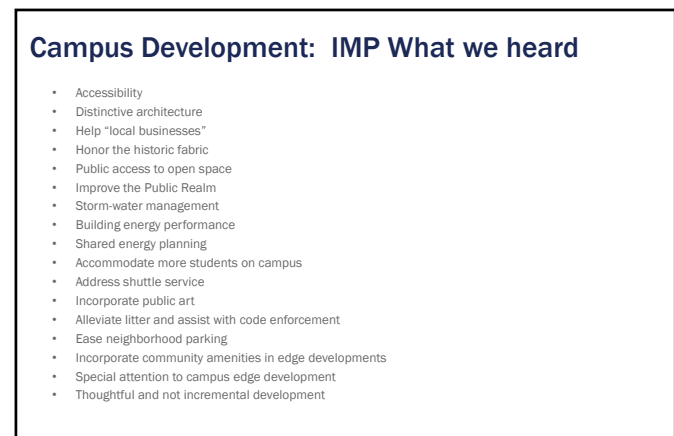 Campus Development:  IMP What we heard
• Accessibility
• Distinctive architecture
• Help “local businesses”
• Honor the historic fabric
• Public access to open space
• Improve the Public Realm
• Storm-water management
• Building energy performance
• Shared energy planning
• Accommodate more students on campus
• Address shuttle service
• Incorporate public art
• Alleviate litter and assist with code enforcement
• Ease neighborhood parking
• Incorporate community amenities in edge developments
• Special attention to campus edge development
• Thoughtful and not incremental development